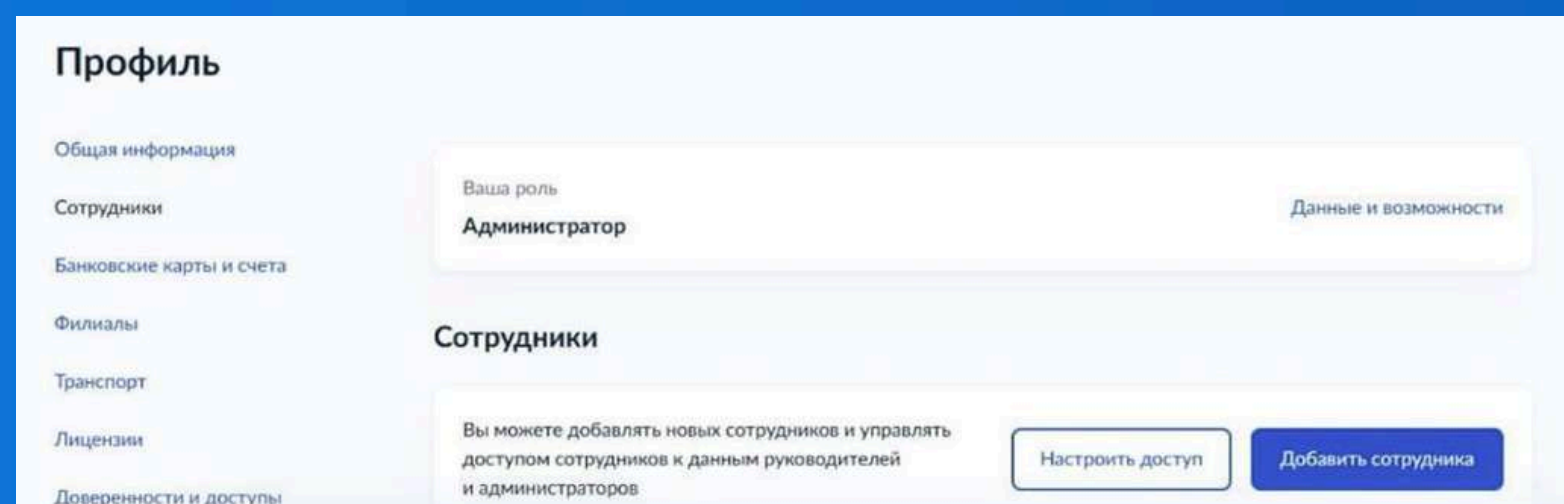 Профиль
Общая информация
Сотрудники
Банковские карты и счета
Филиалы
Транспорт
Лицензии
Доверенности и доступы
Ваша роль
Администратор
Данные и возможности
Сотрудники
Вы можете добавлять новых сотрудников и управлять
доступом сотрудников к данным руководителей
и администраторов
Настроить доступ
Добавить сотрудника